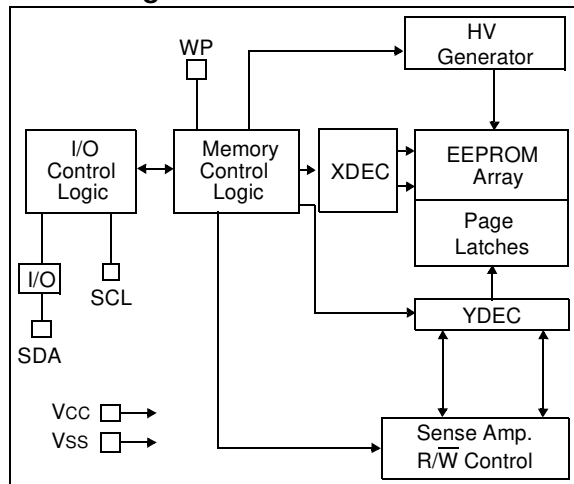 WP
HV
Generator
I/O
Control
Logic
Memory
Control
Logic
XDEC
EEPROM
Array
Page
Latches
I/O
SCL
SDA
YDEC
VCC
VSS
Sense Amp.
R/W̅ Control